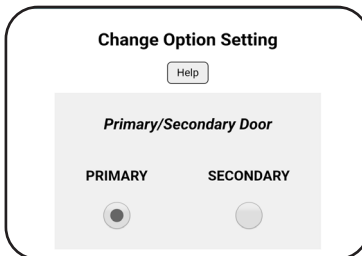 Change Option Setting
Help
Primary/Secondary Door
PRIMARY SECONDARY